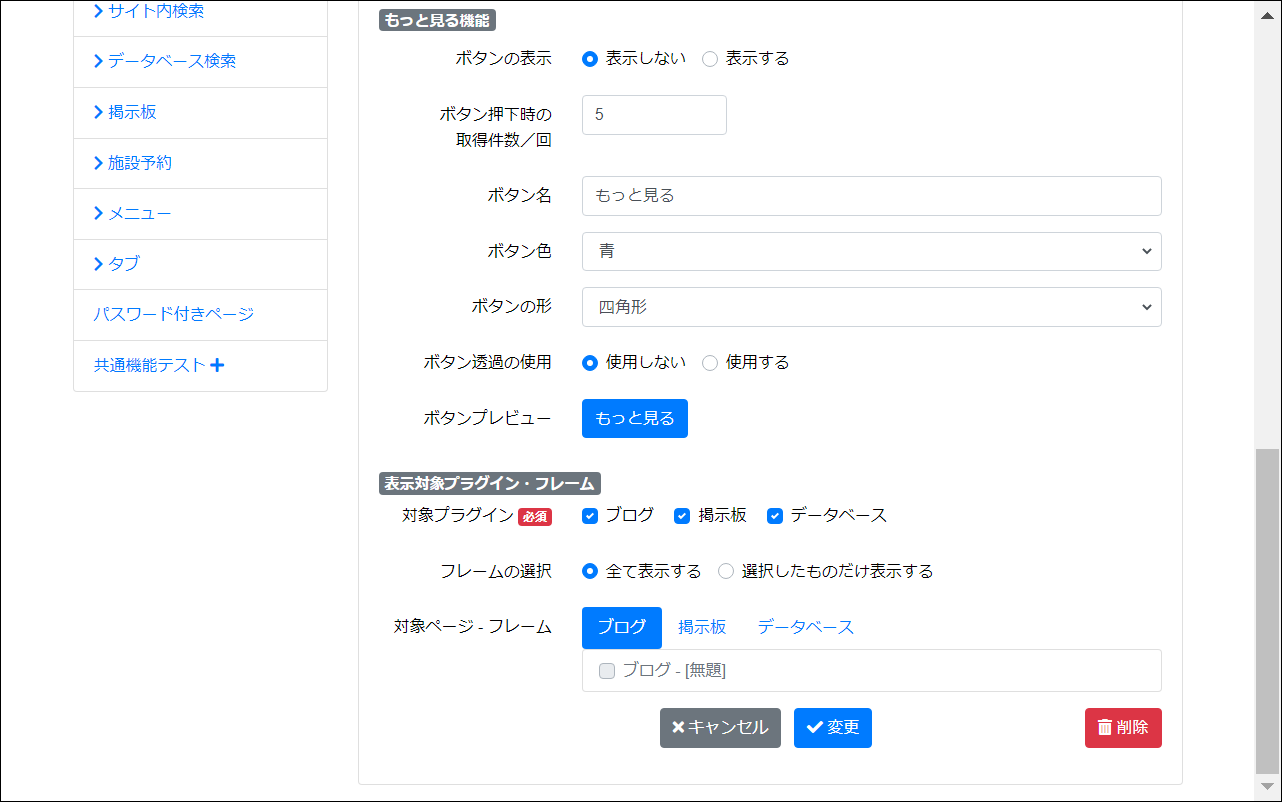 サイト内検索
データベース検索
掲示板
施設予約
メニュー
タブ
パスワード付きページ
共通機能テスト
もっと見る機能
ボタンの表示 表示しない 表示する
ボタン押下時の
取得件数／回 5
ボタン名 もっと見る
ボタン色 青
ボタンの形 四角形
ボタン透過の使用 使用しない 使用する
ボタンプレビュー もっと見る
表示対象プラグイン・フレーム
対象プラグイン 必須 ブログ 掲示板 データベース
フレームの選択 全て表示する 選択したものだけ表示する
対象ページ - フレーム ブログ 掲示板 データベース
ブログ - [無題]
キャンセル 変更 削除